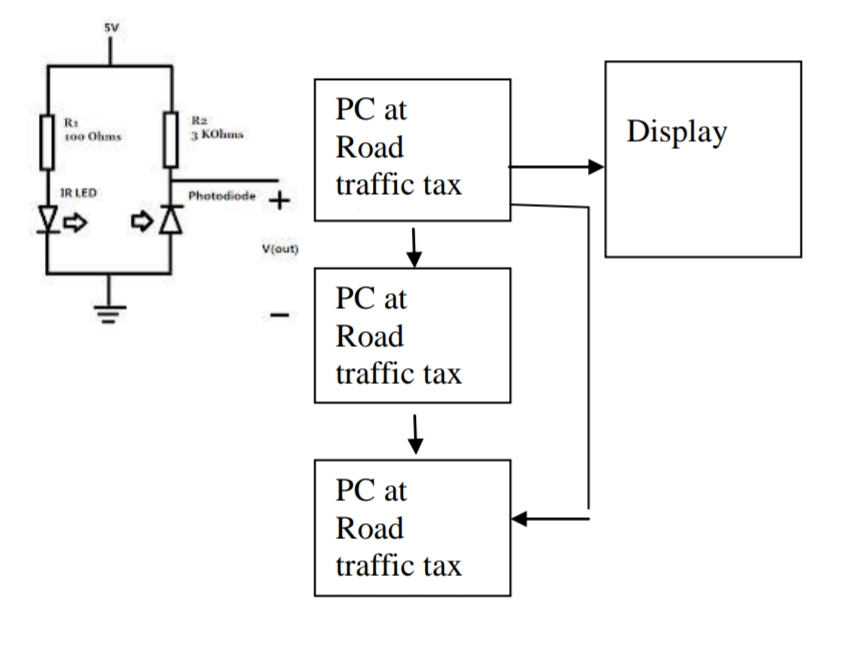 5V
R1
100 Ohms
R2
3 KOhms
IR LED
Photodiode +
V(out)
−
PC at
Road
traffic tax
Display
PC at
Road
traffic tax
PC at
Road
traffic tax